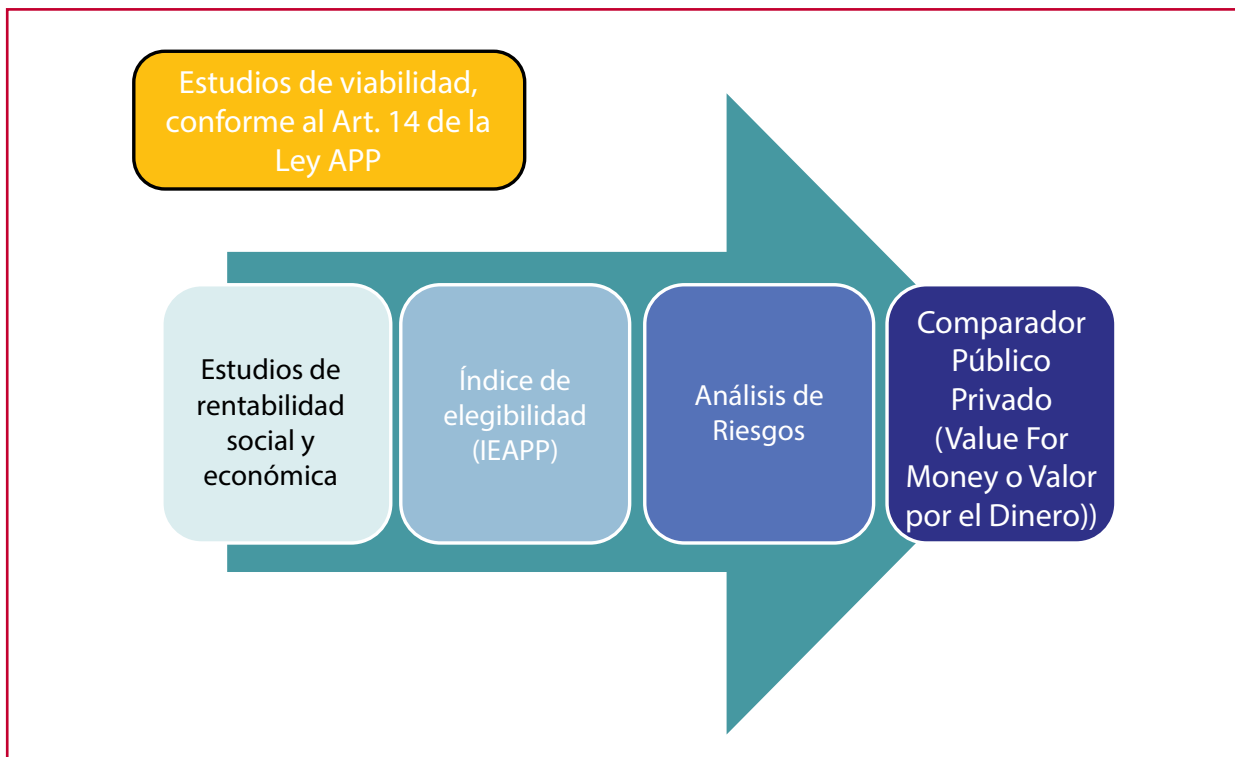 Estudios de viabilidad,
conforme al Art. 14 de la
Ley APP
Estudios de
rentabilidad
social y
económica
Índice de
elegibilidad
(IEAPP)
Análisis de
Riesgos
Comparador
Público
Privado
(Value For
Money o Valor
por el Dinero))